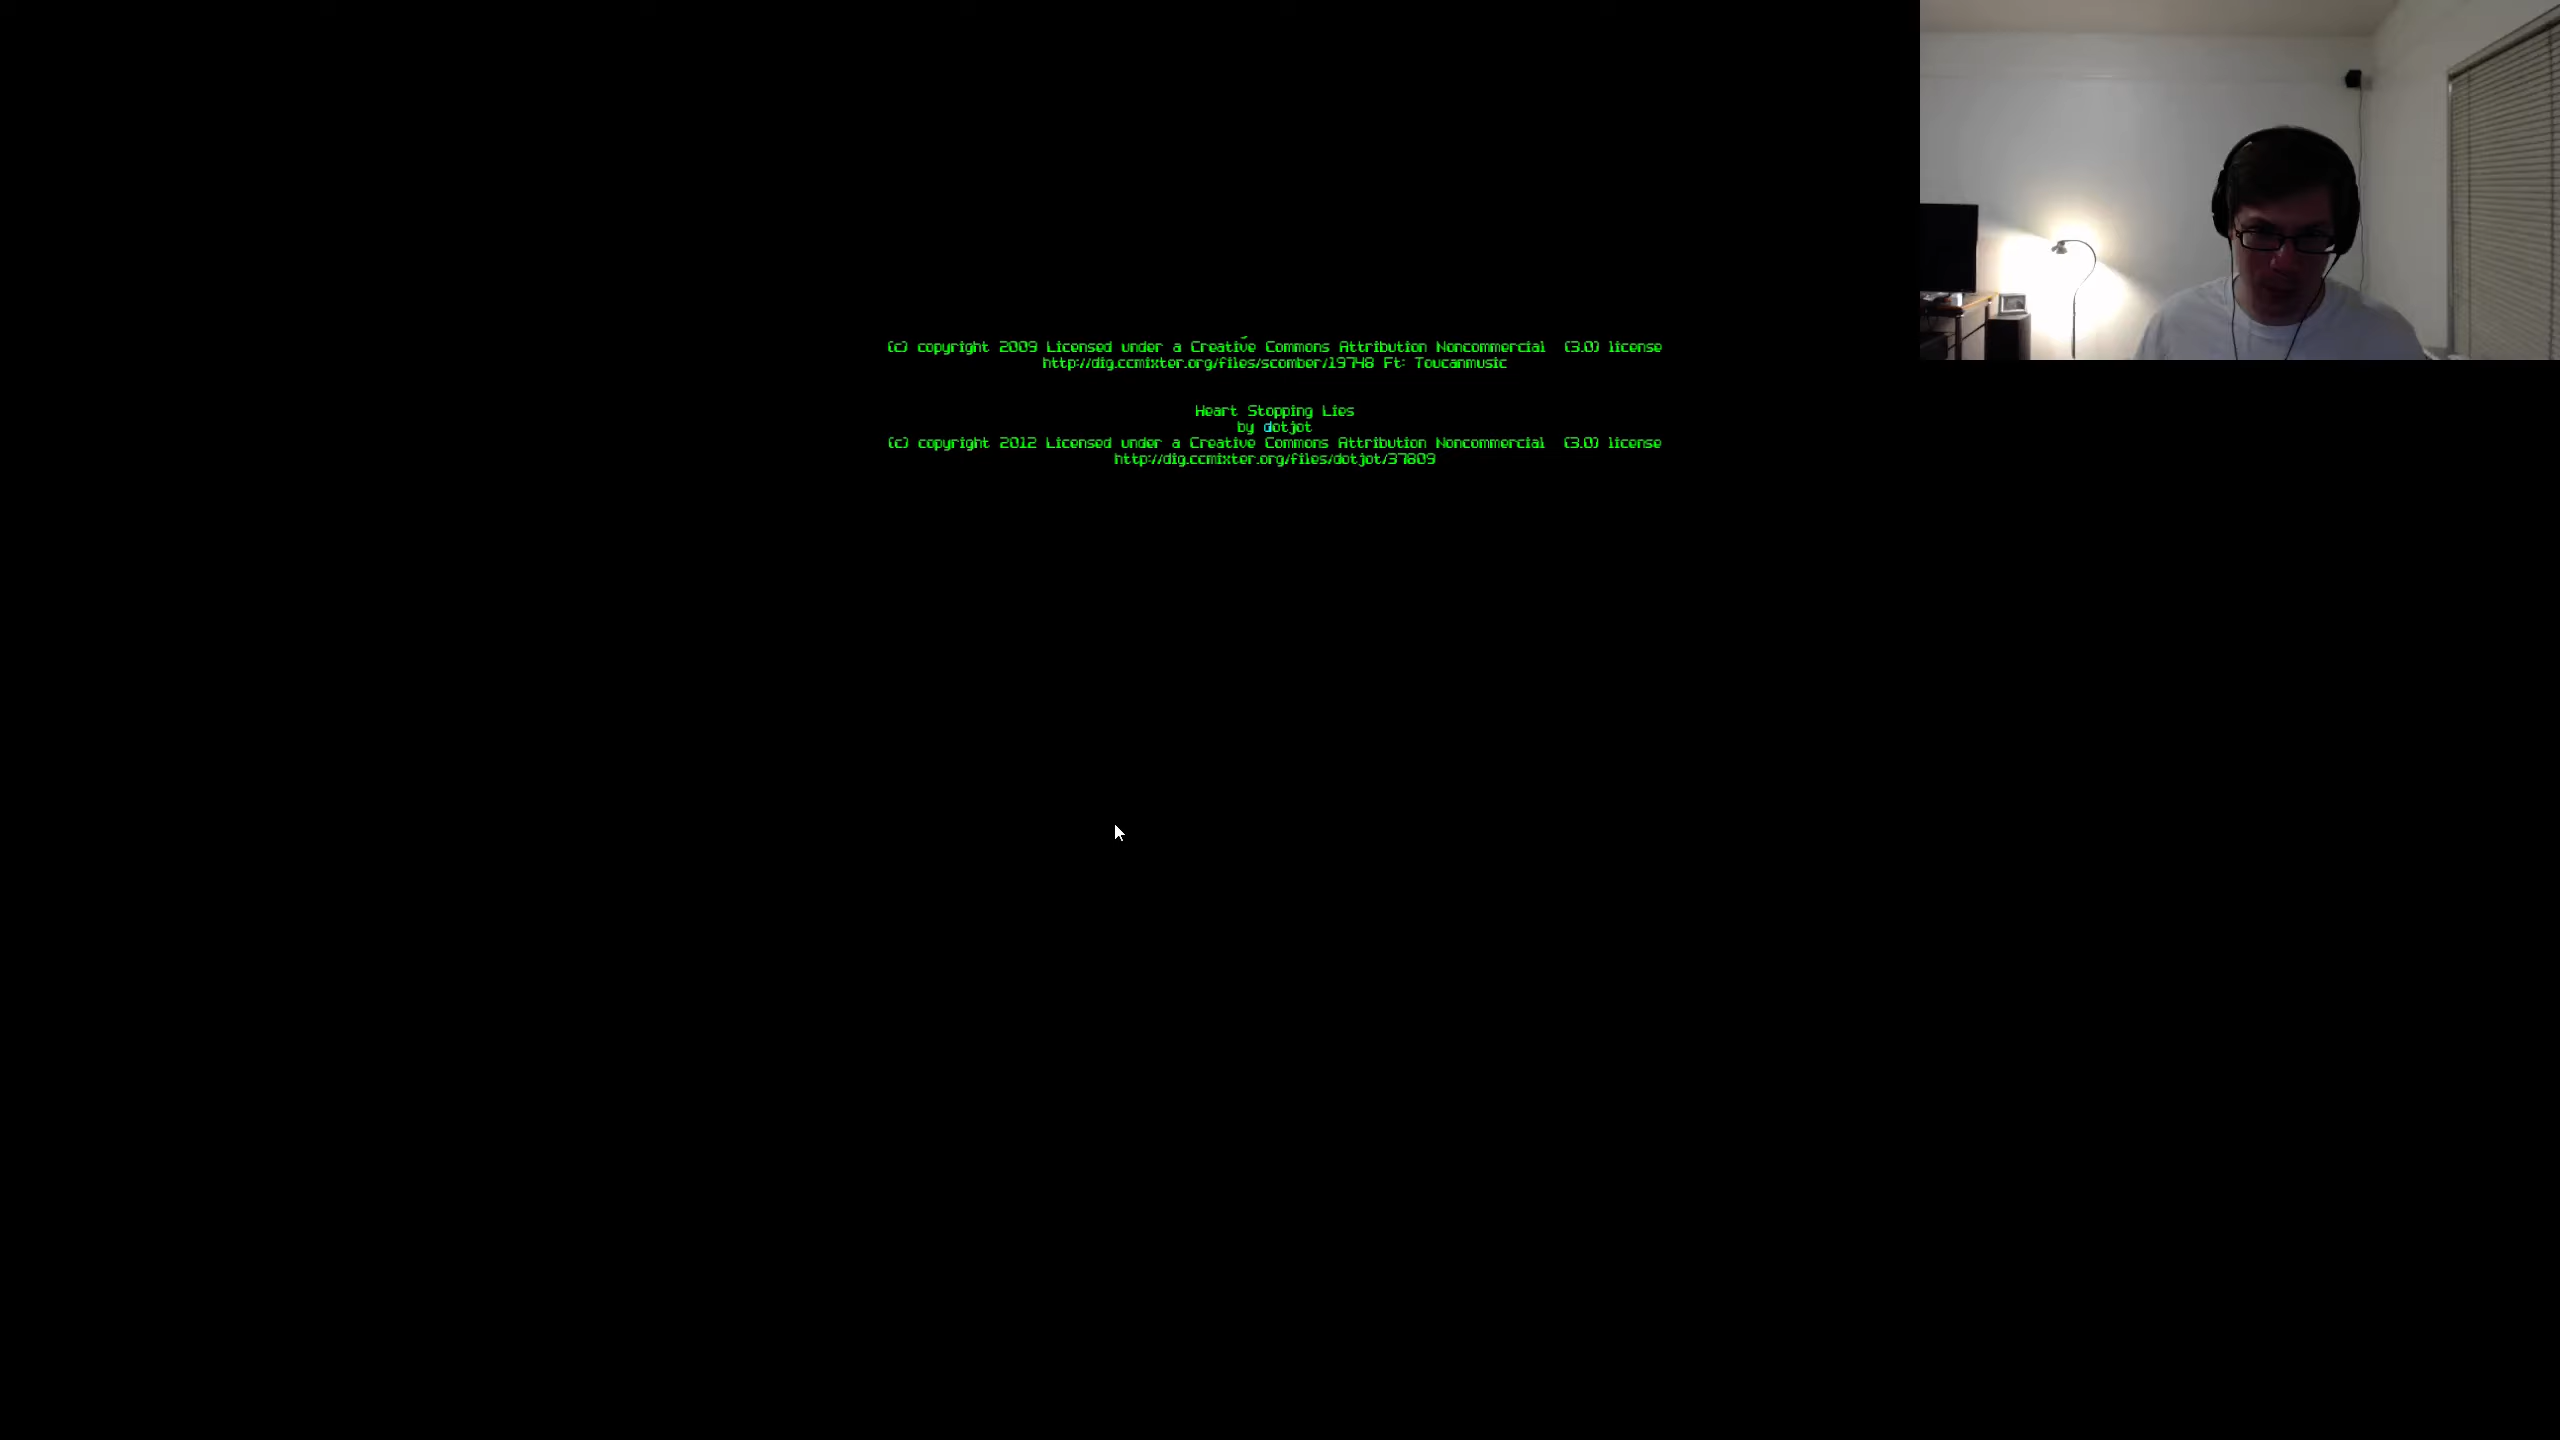 (c) copyright 2009 Licensed under a Creative Commons Attribution Noncommercial  (3.0) license
http://dig.ccmixter.org/files/scomber/19748 Ft: Toucanmusic
Heart Stopping Lies
by dotjot
(c) copyright 2012 Licensed under a Creative Commons Attribution Noncommercial  (3.0) license
http://dig.ccmixter.org/files/dotjot/37809